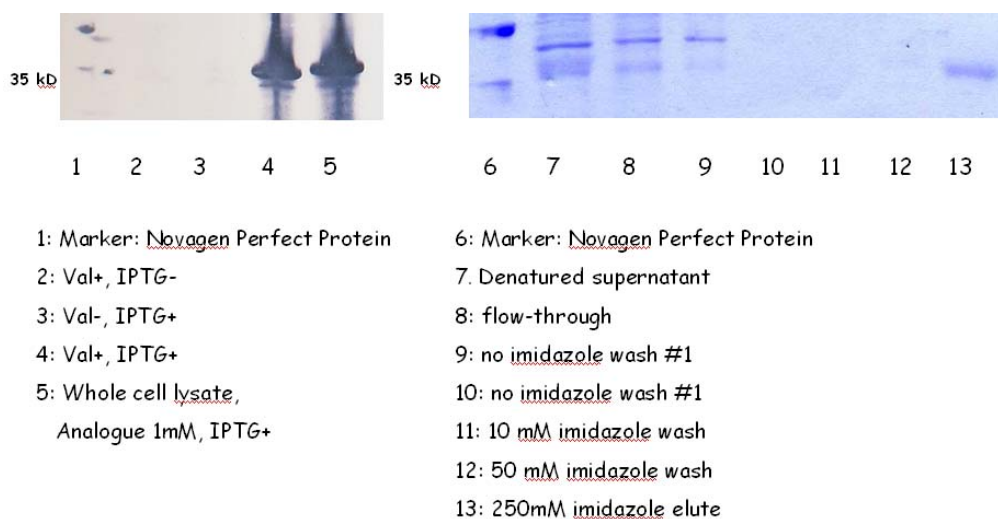 35 kD
35 kD
1 2 3 4 5
6 7 8 9 10 11 12 13
1: Marker: Novagen Perfect Protein
2: Val+, IPTG-
3: Val-, IPTG+
4: Val+, IPTG+
5: Whole cell lysate,
Analogue 1mM, IPTG+
6: Marker: Novagen Perfect Protein
7. Denatured supernatant
8: flow-through
9: no imidazole wash #1
10: no imidazole wash #1
11: 10 mM imidazole wash
12: 50 mM imidazole wash
13: 250mM imidazole elute